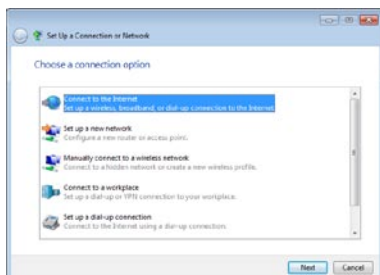 Set Up a Connection or Network
Choose a connection option
Connect to the Internet
Set up a wireless, broadband, or dial-up connection to the Internet.
Set up a new network
Configure a new router or access point.
Manually connect to a wireless network
Connect to a hidden network or create a new wireless profile.
Connect to a workplace
Set up a dial-up or VPN connection to your workplace.
Set up a dial-up connection
Connect to the Internet using a dial-up connection.
Next Cancel